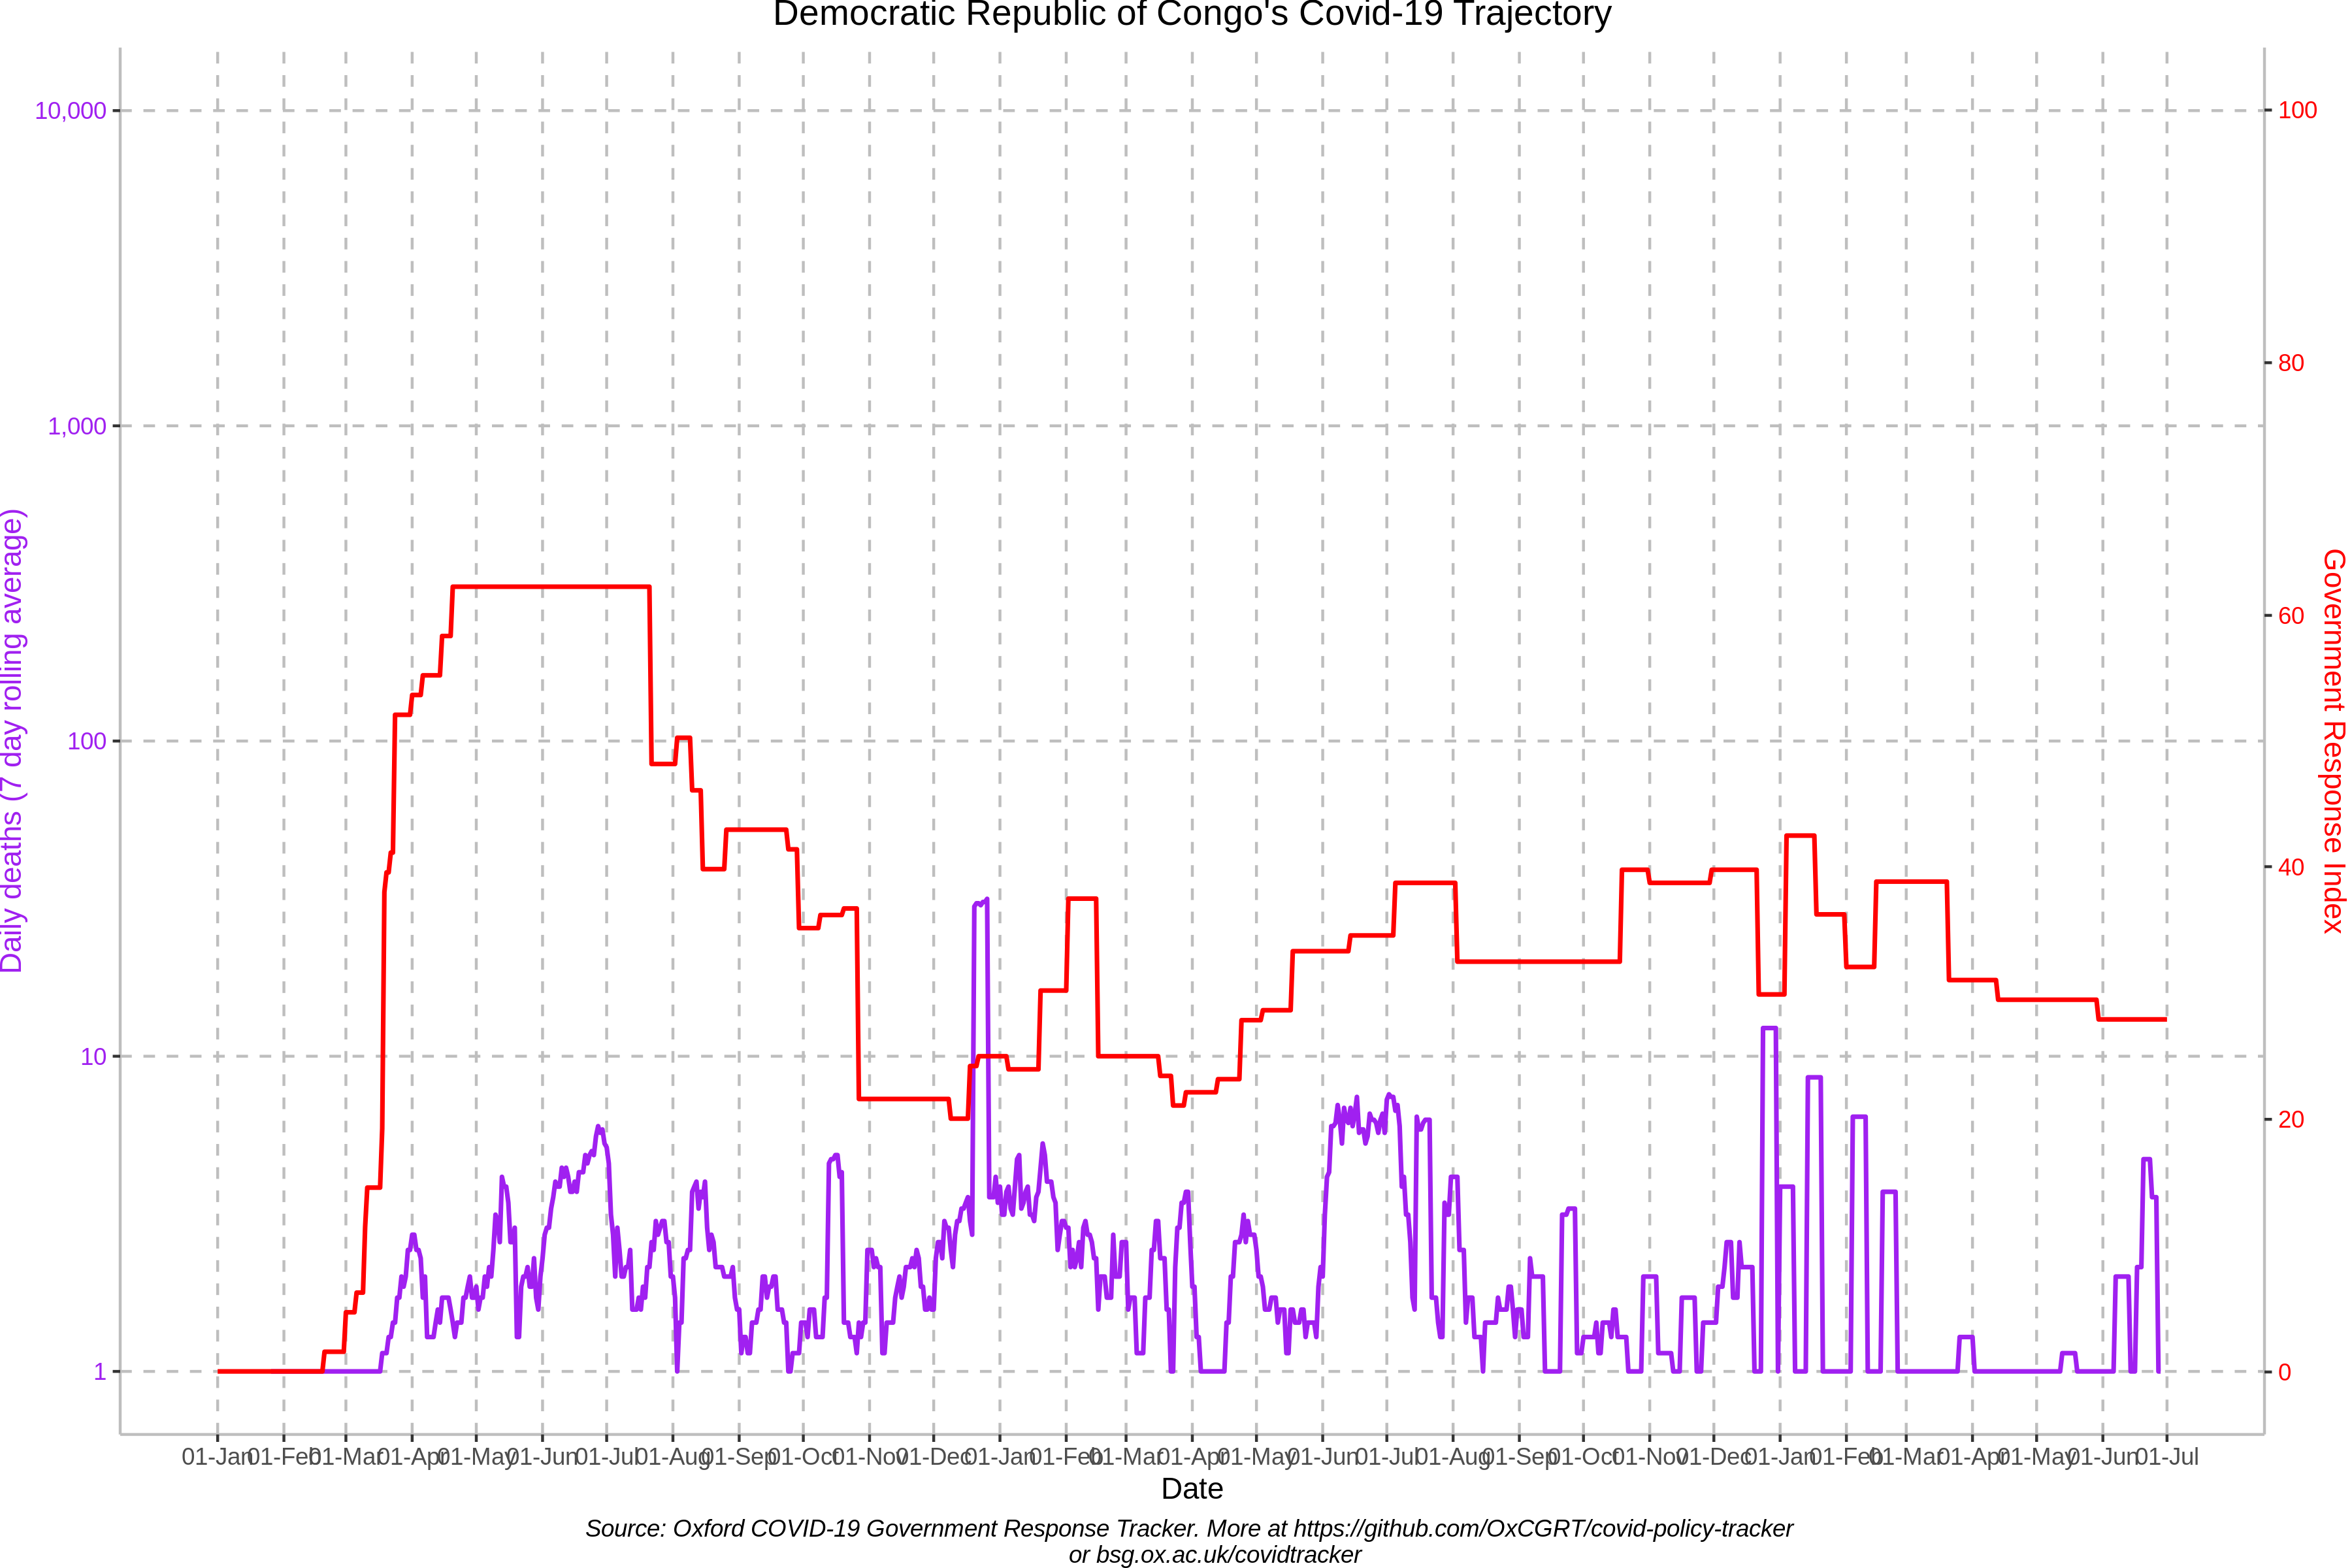 Democratic Republic of Congo's Covid-19 Trajectory
10,000
1,000
100
10
1
Daily deaths (7 day rolling average)
100
80
60
40
20
0
Government Response Index
01-Jan 01-Feb 01-Mar 01-Apr 01-May 01-Jun 01-Jul 01-Aug 01-Sep 01-Oct 01-Nov 01-Dec 01-Jan 01-Feb 01-Mar 01-Apr 01-May 01-Jun 01-Jul 01-Aug 01-Sep 01-Oct 01-Nov 01-Dec 01-Jan 01-Feb 01-Mar 01-Apr 01-May 01-Jun 01-Jul
Date
Source: Oxford COVID-19 Government Response Tracker. More at https://github.com/OxCGRT/covid-policy-tracker
or bsg.ox.ac.uk/covidtracker